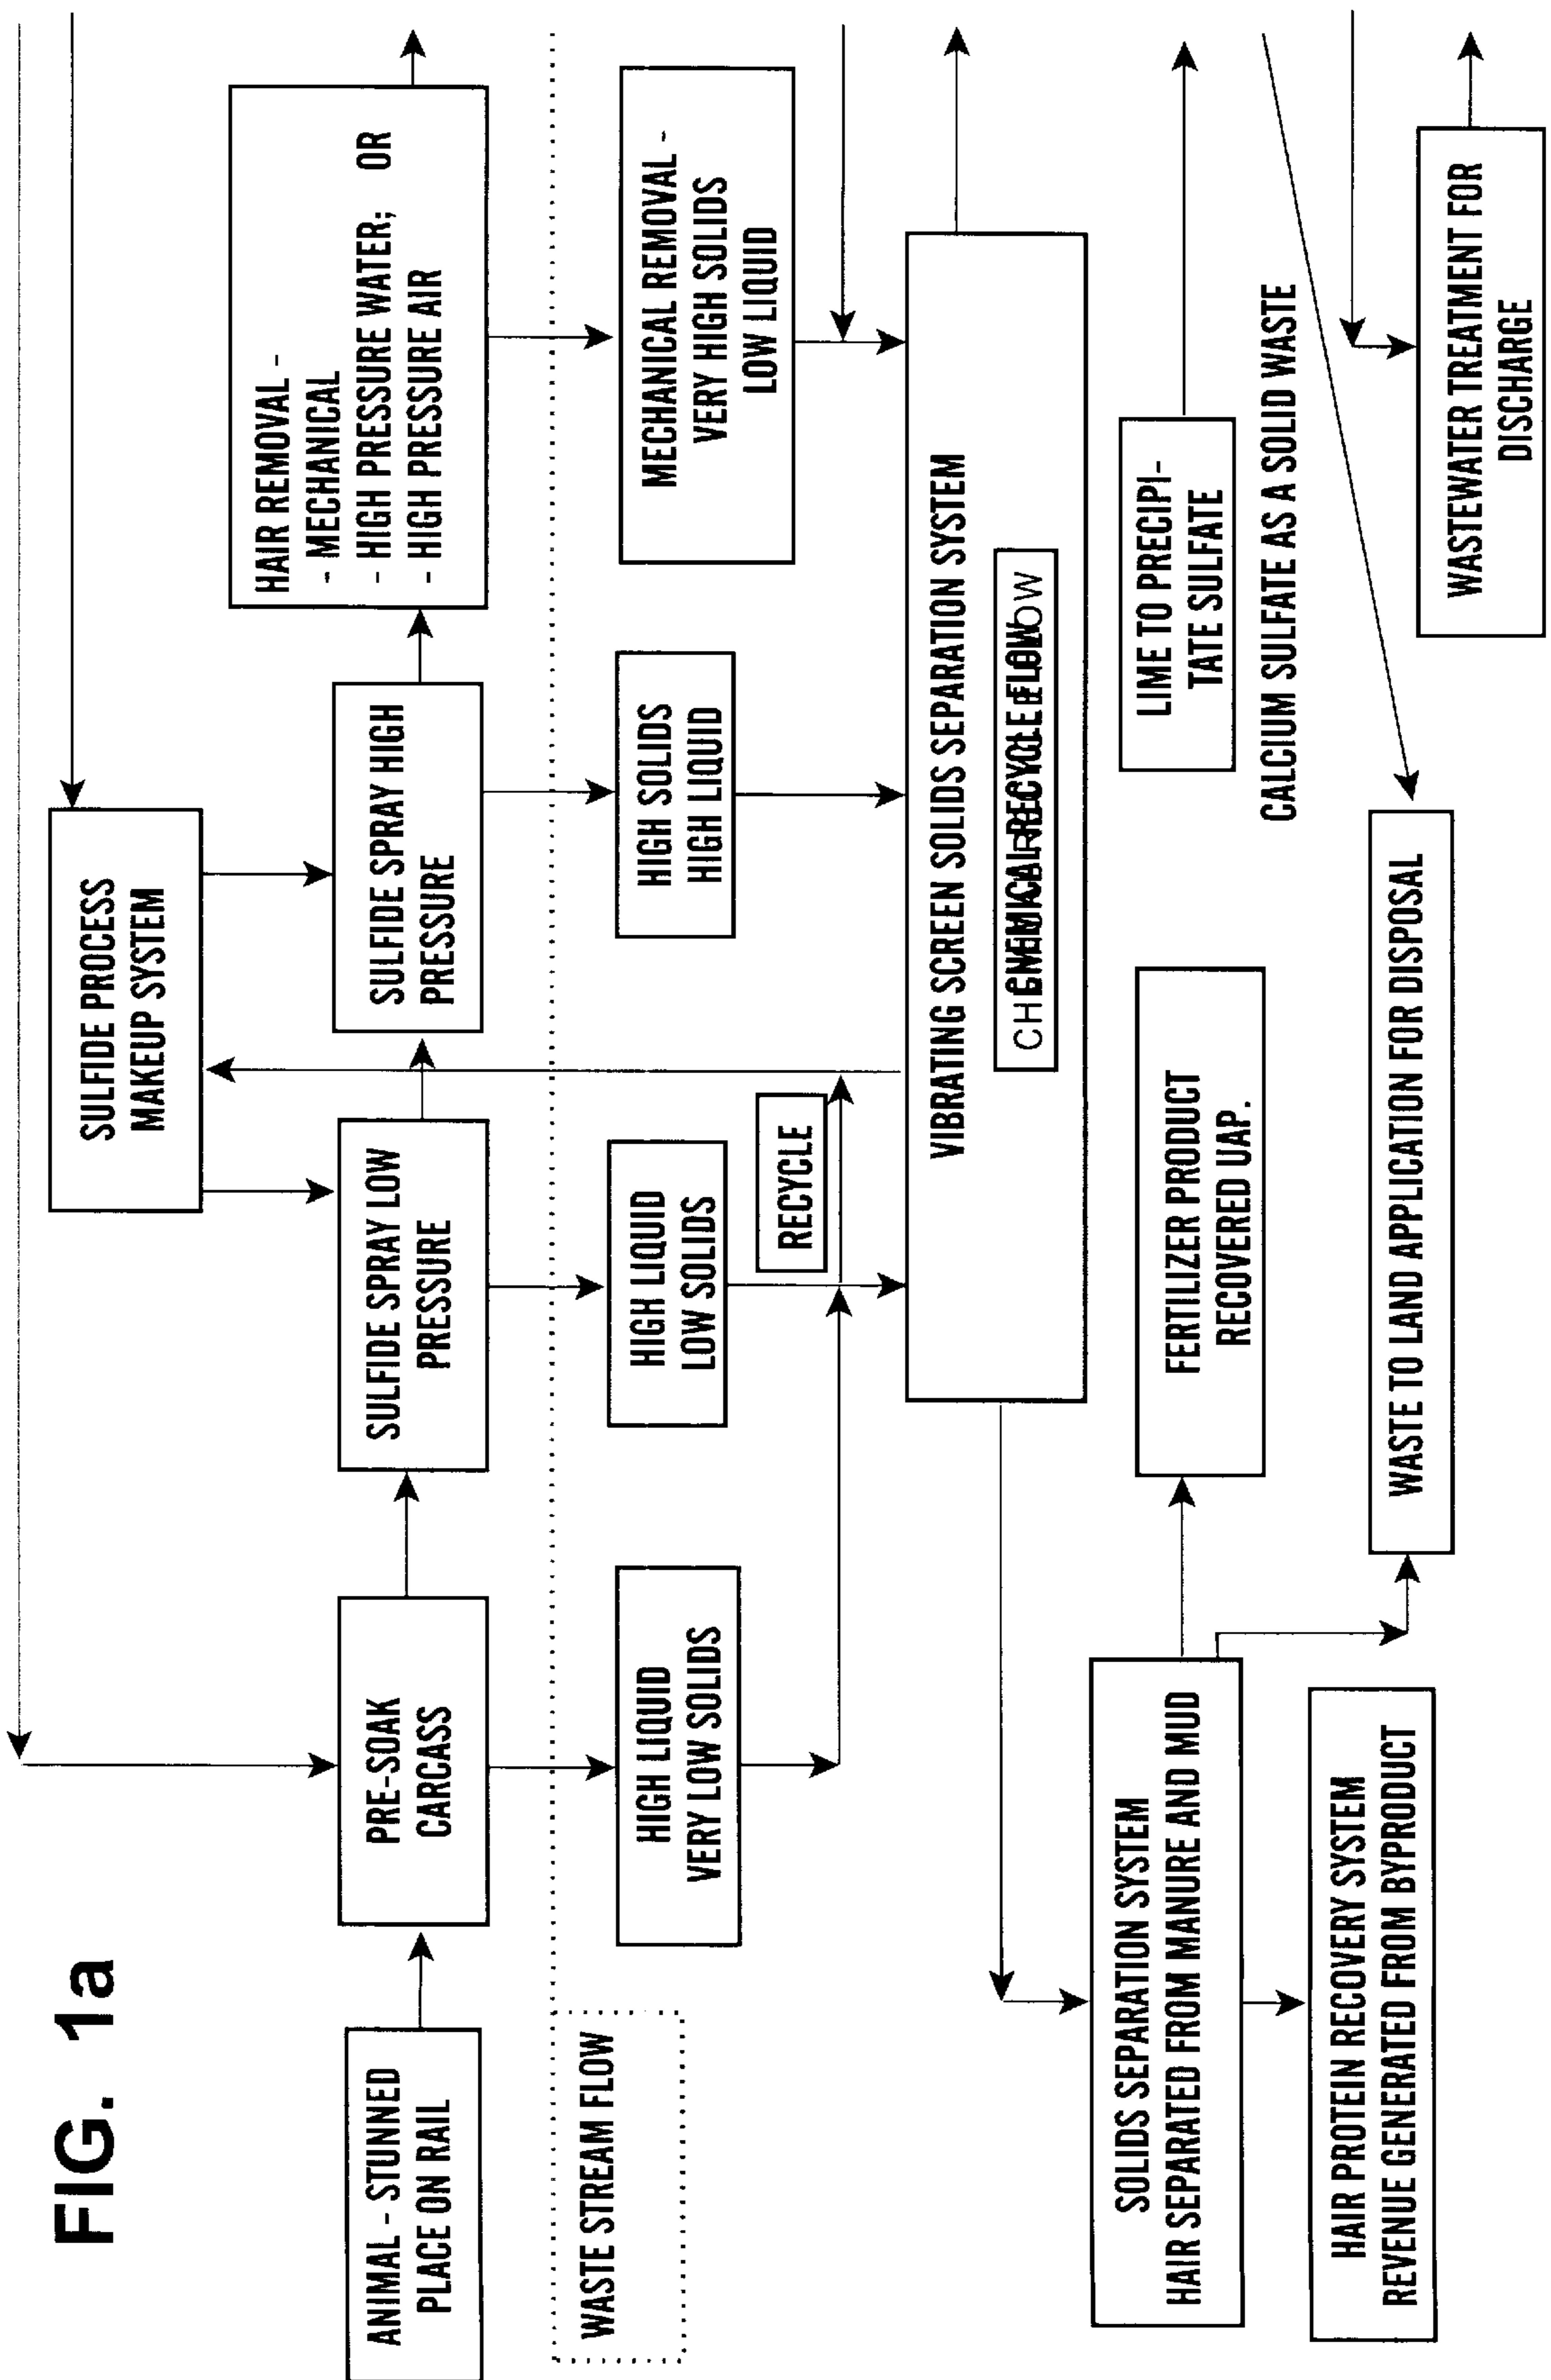 FIG. 1a
SULFIDE PROCESS
MAKEUP SYSTEM
ANIMAL - STUNNED
PLACE ON RAIL
PRE-SOAK
CARCASS
SULFIDE SPRAY LOW
PRESSURE
SULFIDE SPRAY HIGH
PRESSURE
HAIR REMOVAL -
- MECHANICAL
- HIGH PRESSURE WATER; OR
- HIGH PRESSURE AIR
WASTE STREAM FLOW
HIGH LIQUID
VERY LOW SOLIDS
HIGH LIQUID
LOW SOLIDS
HIGH SOLIDS
HIGH LIQUID
MECHANICAL REMOVAL -
VERY HIGH SOLIDS
LOW LIQUID
RECYCLE
VIBRATING SCREEN SOLIDS SEPARATION SYSTEM
CHEMICAL RECYCLE FLOW
SOLIDS SEPARATION SYSTEM
HAIR SEPARATED FROM MANURE AND MUD
FERTILIZER PRODUCT
RECOVERED UAP.
LIME TO PRECIPI-
TATE SULFATE
CALCIUM SULFATE AS A SOLID WASTE
HAIR PROTEIN RECOVERY SYSTEM
REVENUE GENERATED FROM BYPRODUCT
WASTE TO LAND APPLICATION FOR DISPOSAL
WASTEWATER TREATMENT FOR
DISCHARGE